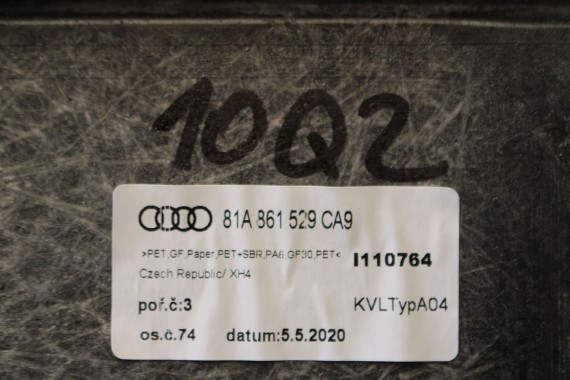 10Q2
81A 861 529 CA9
>PET,GF,Paper,PET+SBR,PA6,GF30,PET< I110764
Czech Republic/ XH4
poř.č:3 KVLTypA04
os.č.74 datum:5.5.2020